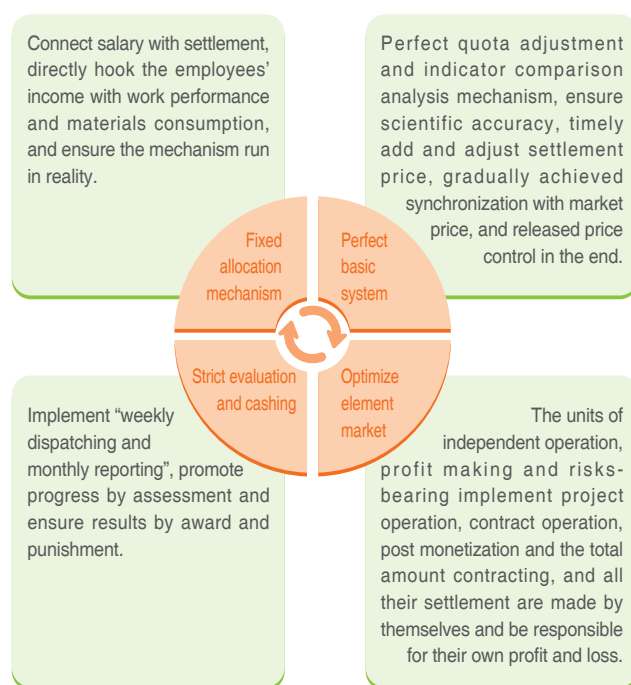 Connect salary with settlement,
directly hook the employees’
income with work performance
and materials consumption,
and ensure the mechanism run
in reality.
Perfect quota adjustment
and indicator comparison
analysis mechanism, ensure
scientific accuracy, timely
add and adjust settlement
price, gradually achieved
synchronization with market
price, and released price
control in the end.
Fixed
allocation
mechanism
Perfect
basic
system
Strict evaluation
and cashing
Optimize
element
market
Implement “weekly
dispatching and
monthly reporting”, promote
progress by assessment and
ensure results by award and
punishment.
The units of
independent operation,
profit making and risks-
bearing implement project
operation, contract operation,
post monetization and the total
amount contracting, and all
their settlement are made by
themselves and be responsible
for their own profit and loss.